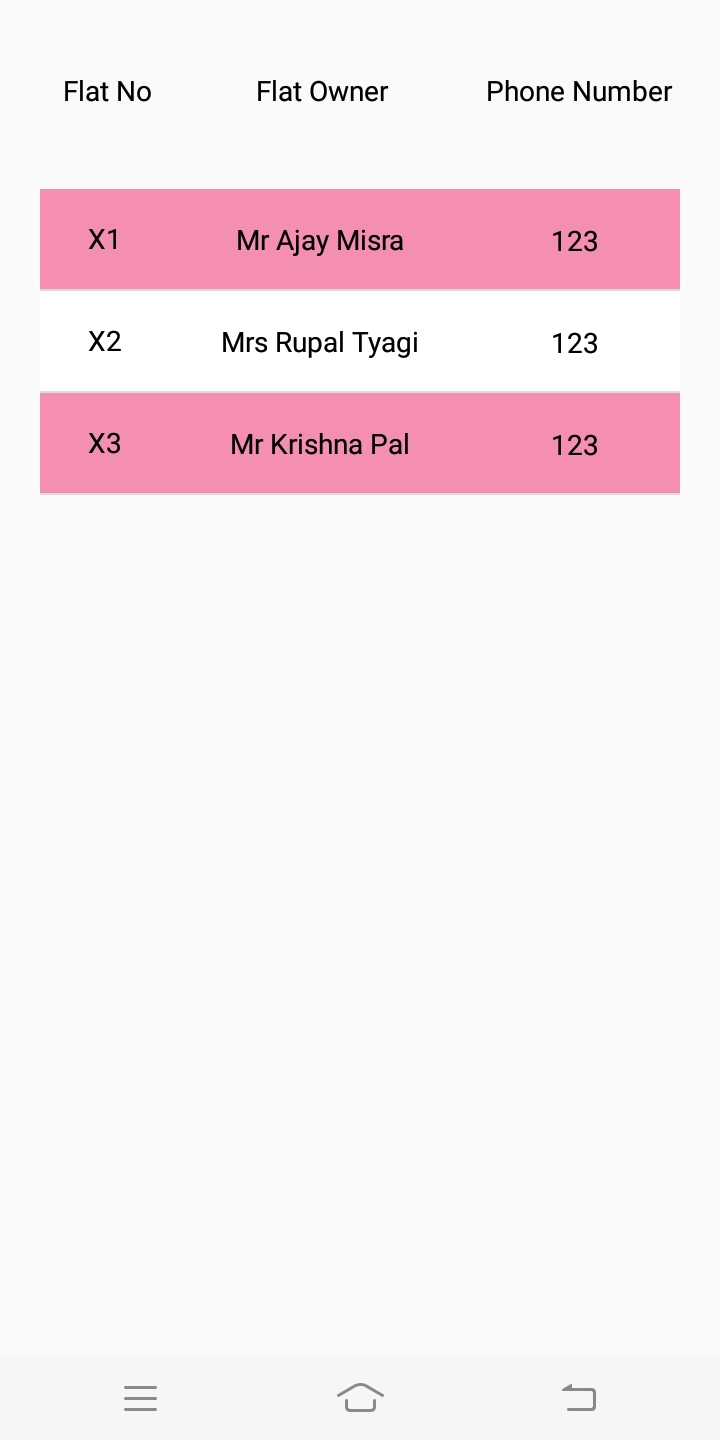 Flat No Flat Owner Phone Number
X1 Mr Ajay Misra 123
X2 Mrs Rupal Tyagi 123
X3 Mr Krishna Pal 123